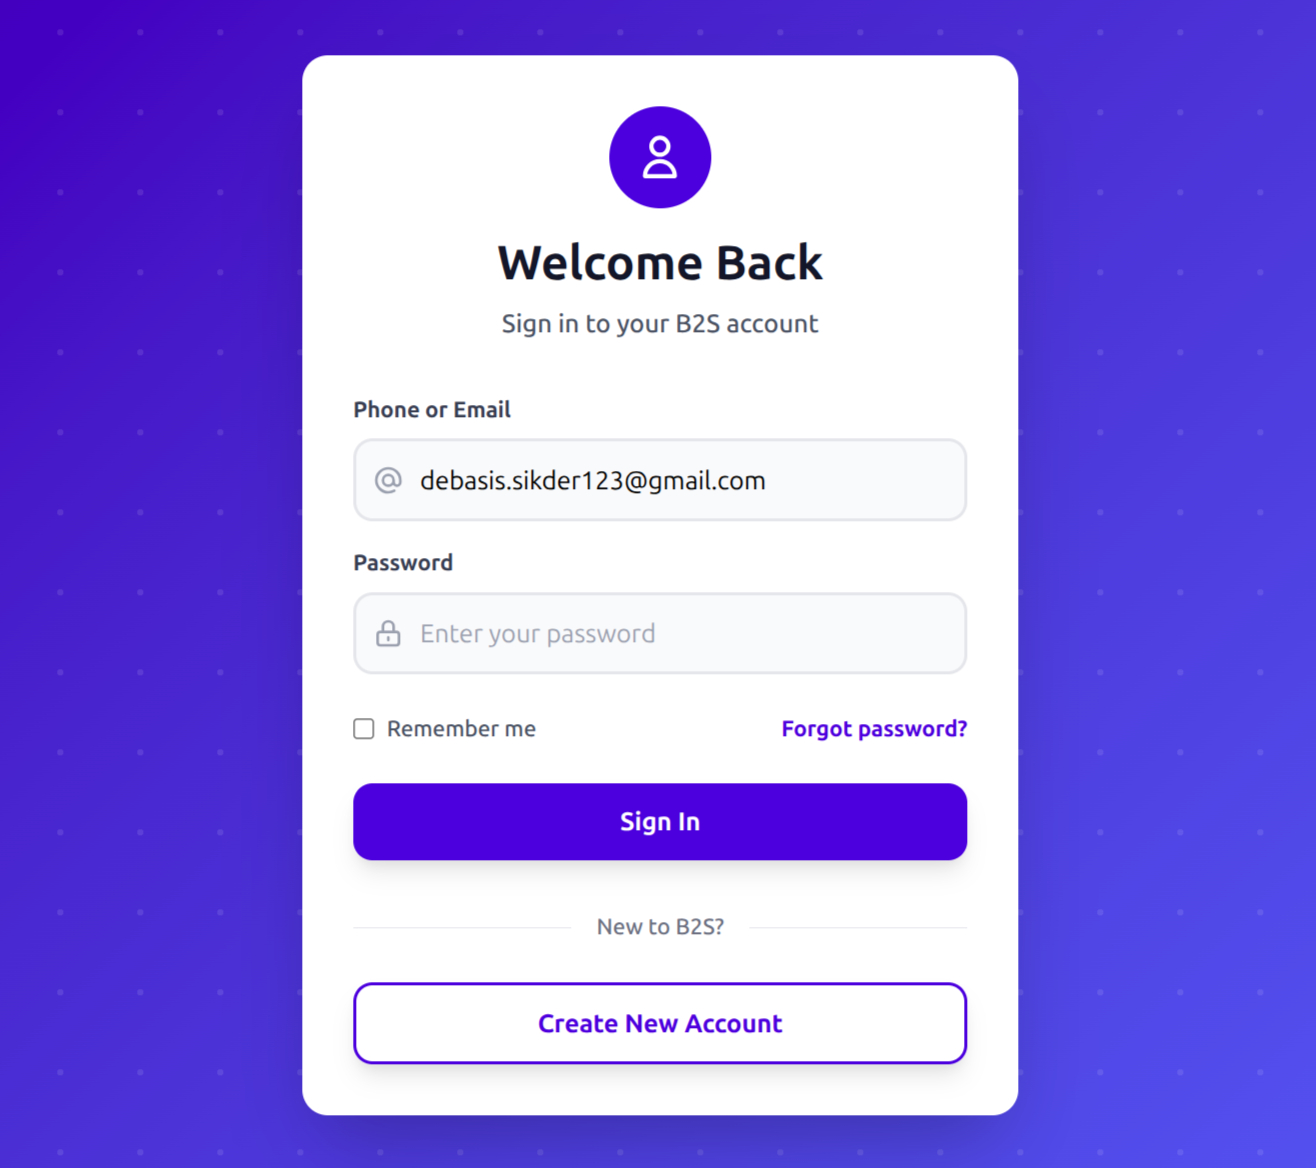 Welcome Back
Sign in to your B2S account
Phone or Email
debasis.sikder123@gmail.com
Password
Enter your password
Remember me
Forgot password?
Sign In
New to B2S?
Create New Account